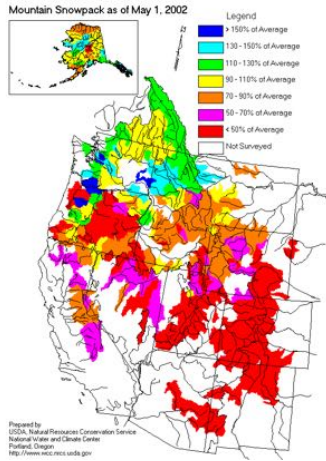 Mountain Snowpack as of May 1, 2002
Legend
> 150% of Average
130 - 150% of Average
110 - 130% of Average
90 - 110% of Average
70 - 90% of Average
50 - 70% of Average
< 50% of Average
Not Surveyed
Prepared by
USDA, Natural Resources Conservation Service
National Water and Climate Center
Portland, Oregon
http://www.wcc.nrcs.usda.gov